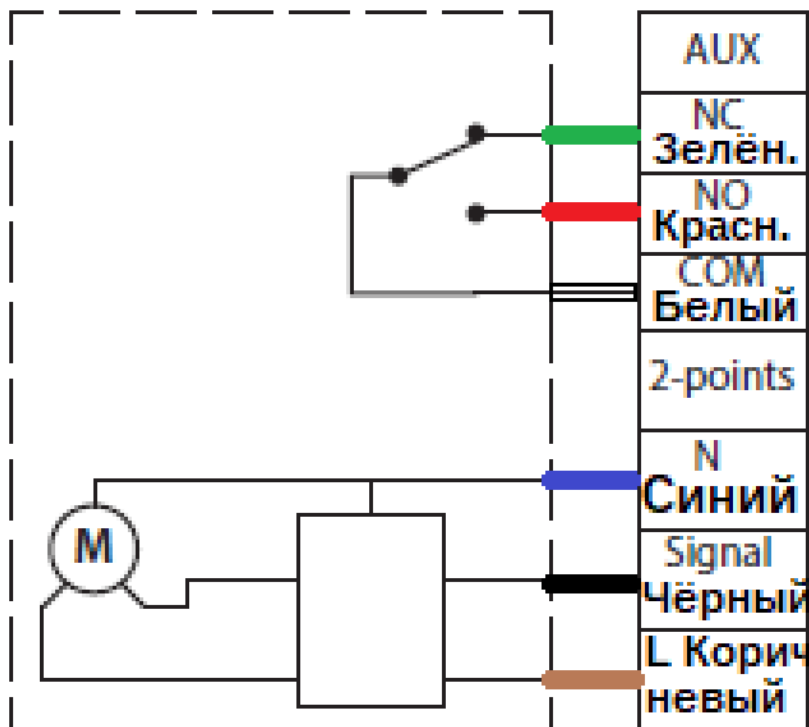 AUX
NC
Зелён.
NO
Красн.
COM
Белый
2-points
N
Синий
M
Signal
Чёрный
L Корич
невый